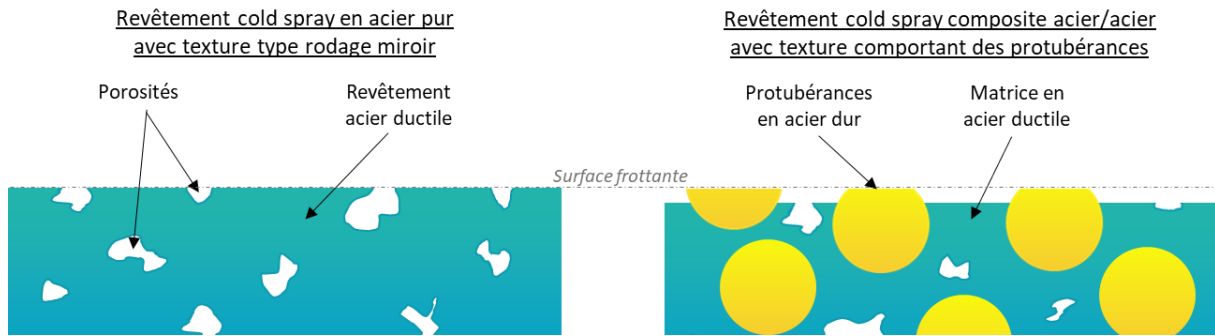 Revêtement cold spray en acier pur
avec texture type rodage miroir
Porosités
Revêtement
acier ductile
Surface frottante
Revêtement cold spray composite acier/acier
avec texture comportant des protubérances
Protubérances
en acier dur
Matrice en
acier ductile